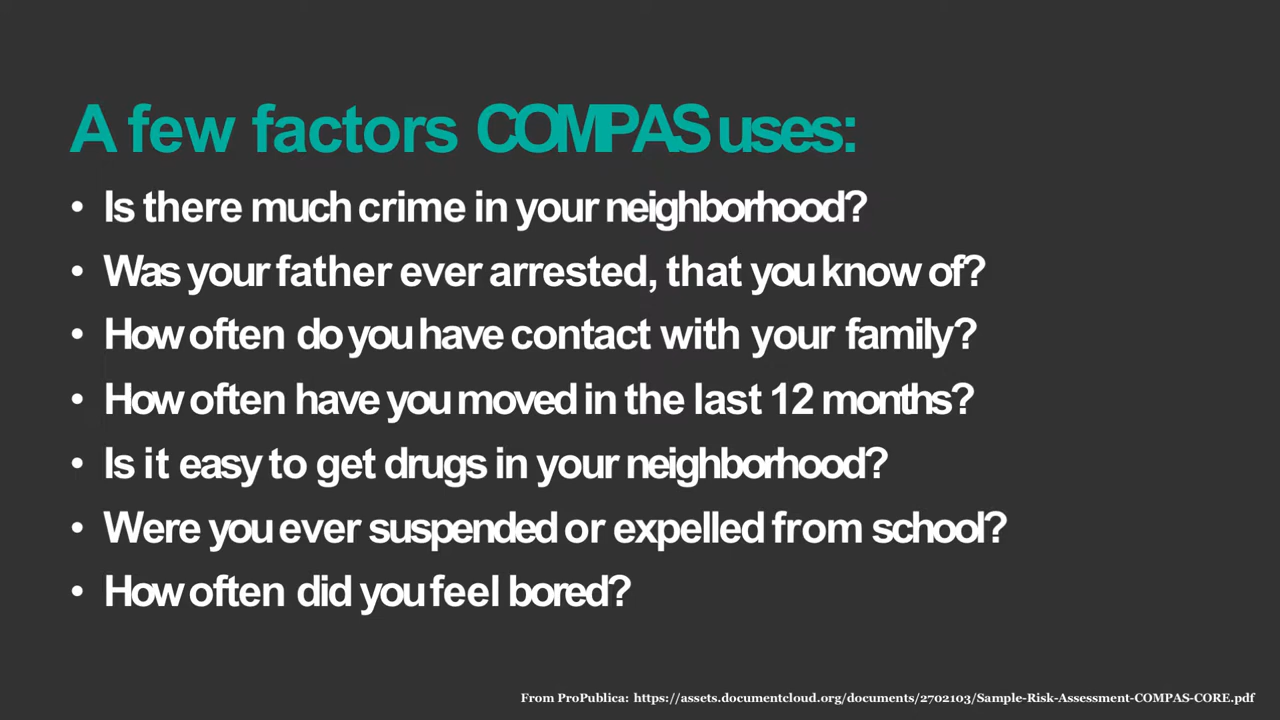 A few factors COMPAS uses:
• Is there much crime in your neighborhood?
• Was your father ever arrested, that you know of?
• How often do you have contact with your family?
• How often have you moved in the last 12 months?
• Is it easy to get drugs in your neighborhood?
• Were you ever suspended or expelled from school?
• How often did you feel bored?
From ProPublica: https://assets.documentcloud.org/documents/2702103/Sample-Risk-Assessment-COMPAS-CORE.pdf